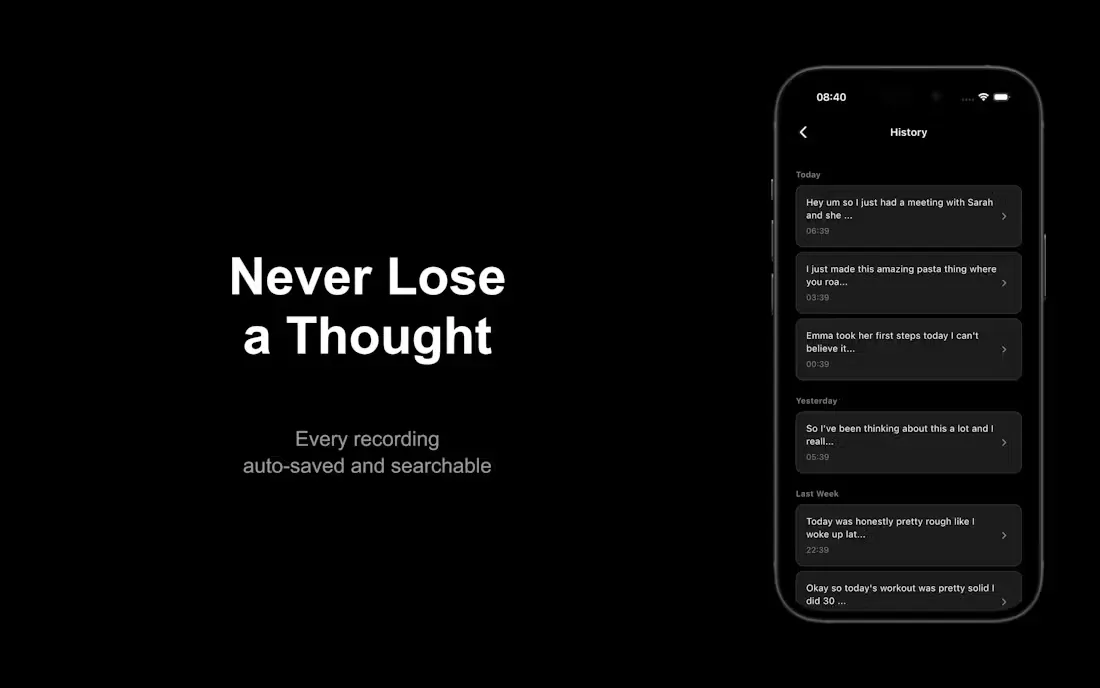 Never Lose
a Thought
Every recording
auto-saved and searchable
08:40
History
Today
Hey um so I just had a meeting with Sarah
and she ...
06:39
I just made this amazing pasta thing where
you roa...
03:39
Emma took her first steps today I can't
believe it...
00:39
Yesterday
So I've been thinking about this a lot and I
reall...
05:39
Last Week
Today was honestly pretty rough like I
woke up lat...
22:39
Okay so today's workout was pretty solid I
did 30 ...